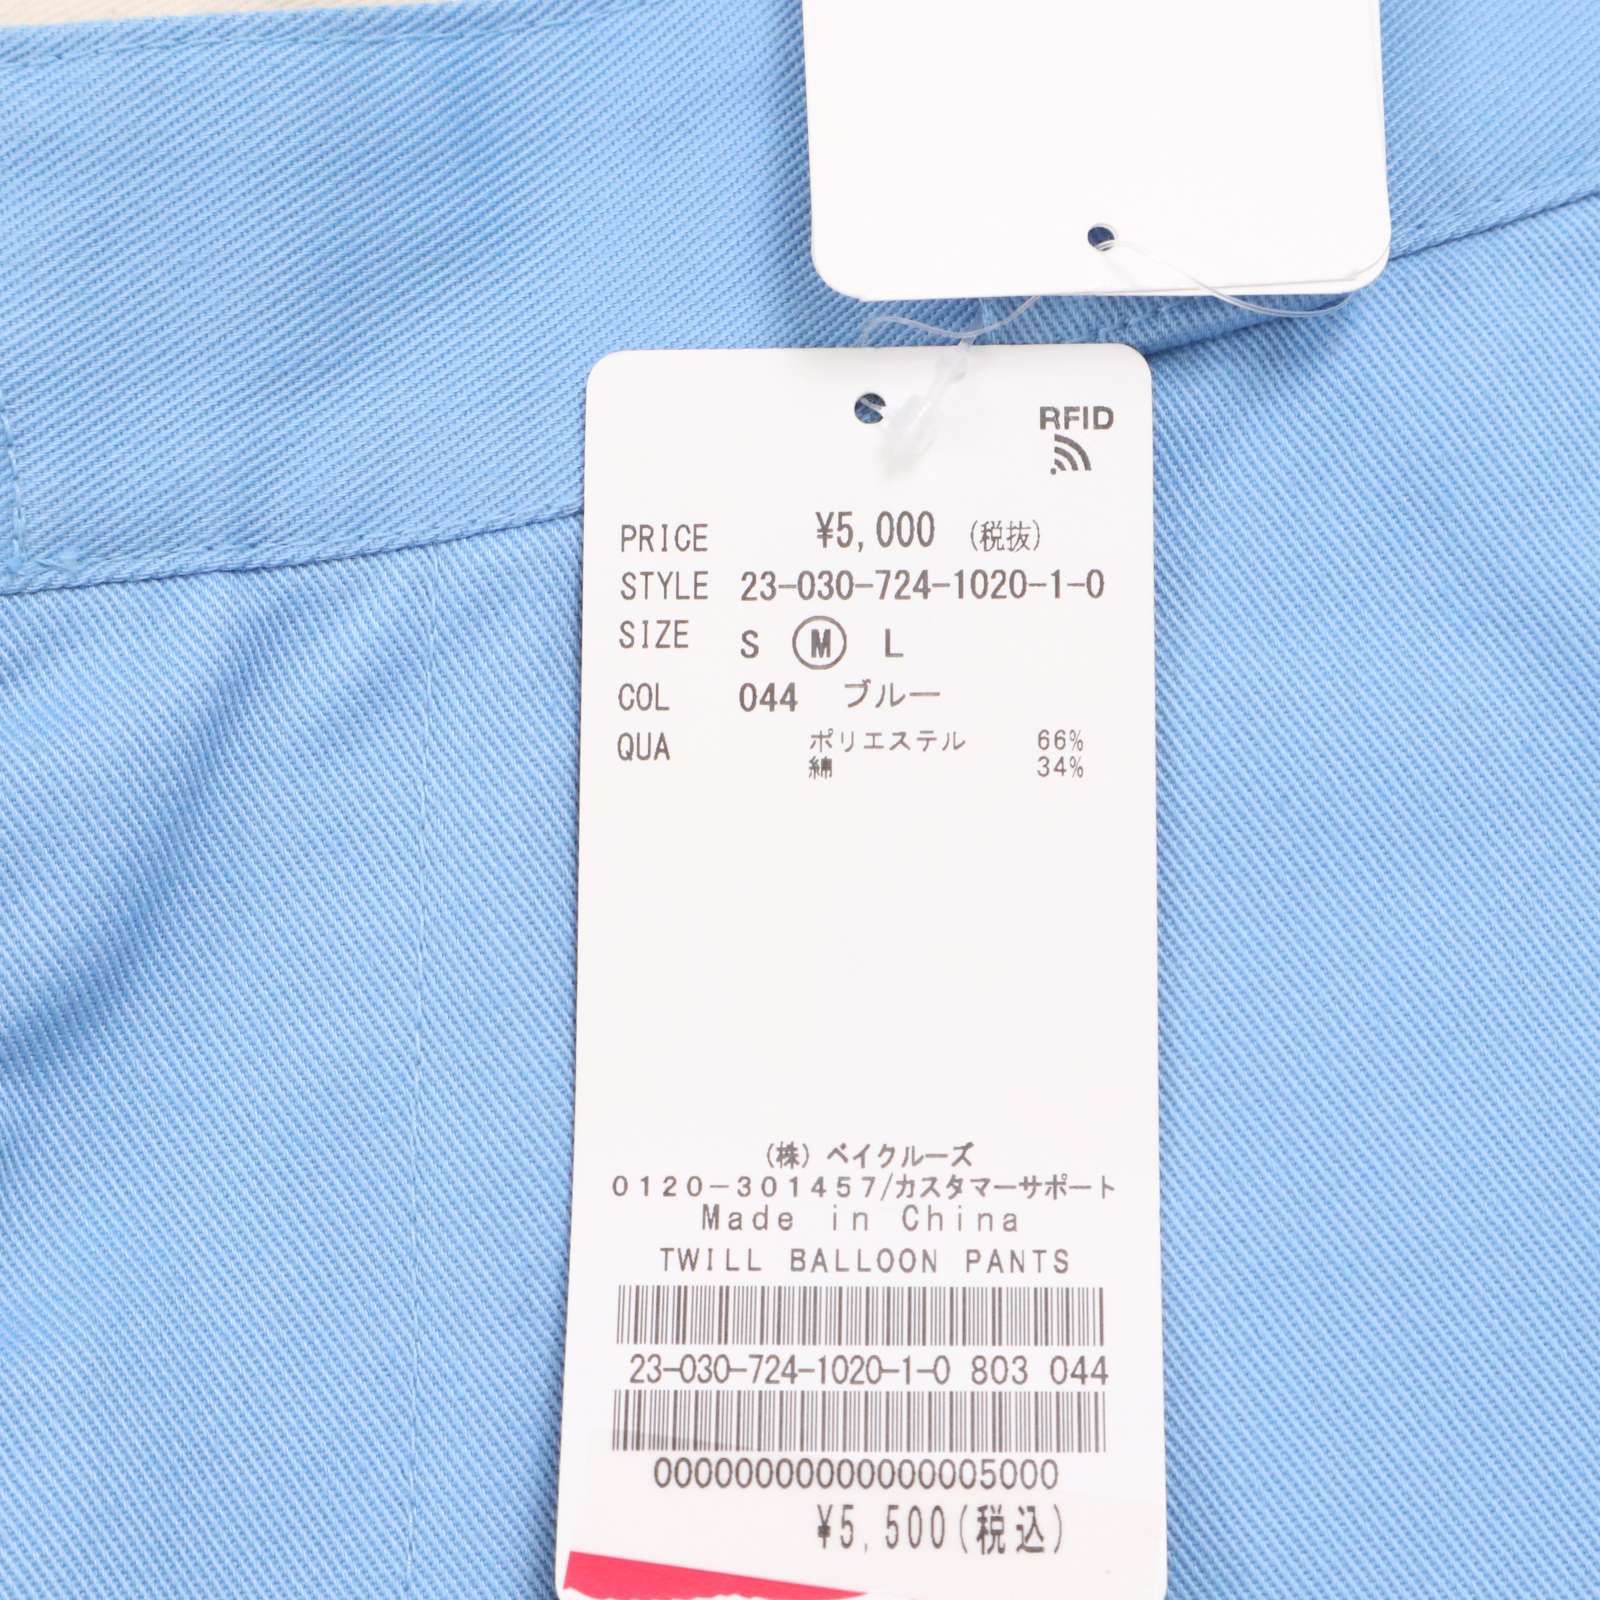 RFID
PRICE ¥5,000 (税抜)
STYLE 23-030-724-1020-1-0
SIZE S M L
COL 044 ブルー
QUA ポリエステル 66%
綿 34%
(株)ベイクルーズ
0120-301457/カスタマーサポート
Made in China
TWILL BALLOON PANTS
23-030-724-1020-1-0 803 044
00000000000000005000
¥5,500(税込)